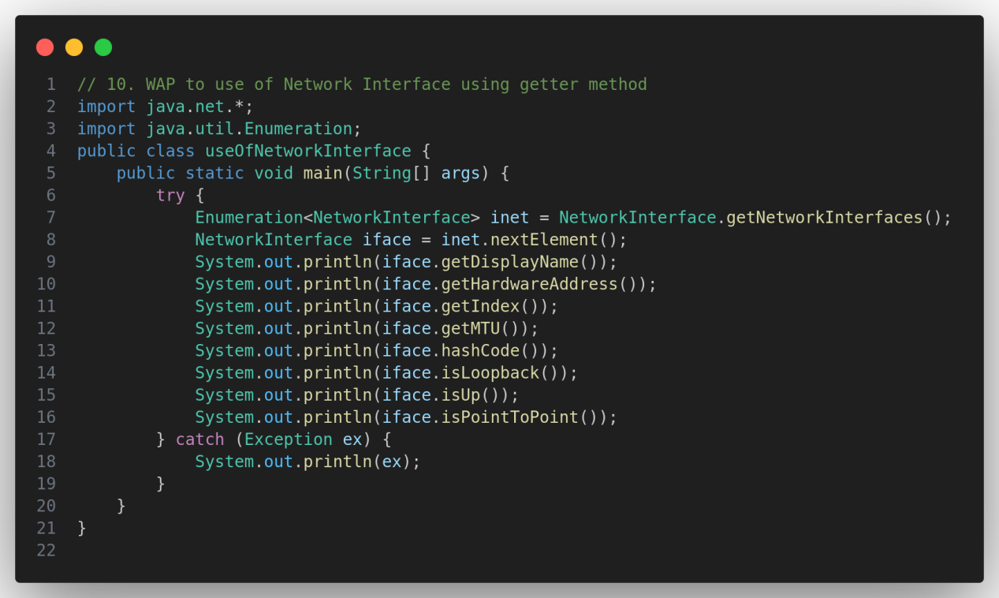 1 // 10. WAP to use of Network Interface using getter method
2 import java.net.*;
3 import java.util.Enumeration;
4 public class useOfNetworkInterface {
5     public static void main(String[] args) {
6         try {
7             Enumeration<NetworkInterface> inet = NetworkInterface.getNetworkInterfaces();
8             NetworkInterface iface = inet.nextElement();
9             System.out.println(iface.getDisplayName());
10             System.out.println(iface.getHardwareAddress());
11             System.out.println(iface.getIndex());
12             System.out.println(iface.getMTU());
13             System.out.println(iface.hashCode());
14             System.out.println(iface.isLoopback());
15             System.out.println(iface.isUp());
16             System.out.println(iface.isPointToPoint());
17         } catch (Exception ex) {
18             System.out.println(ex);
19         }
20     }
21 }
22